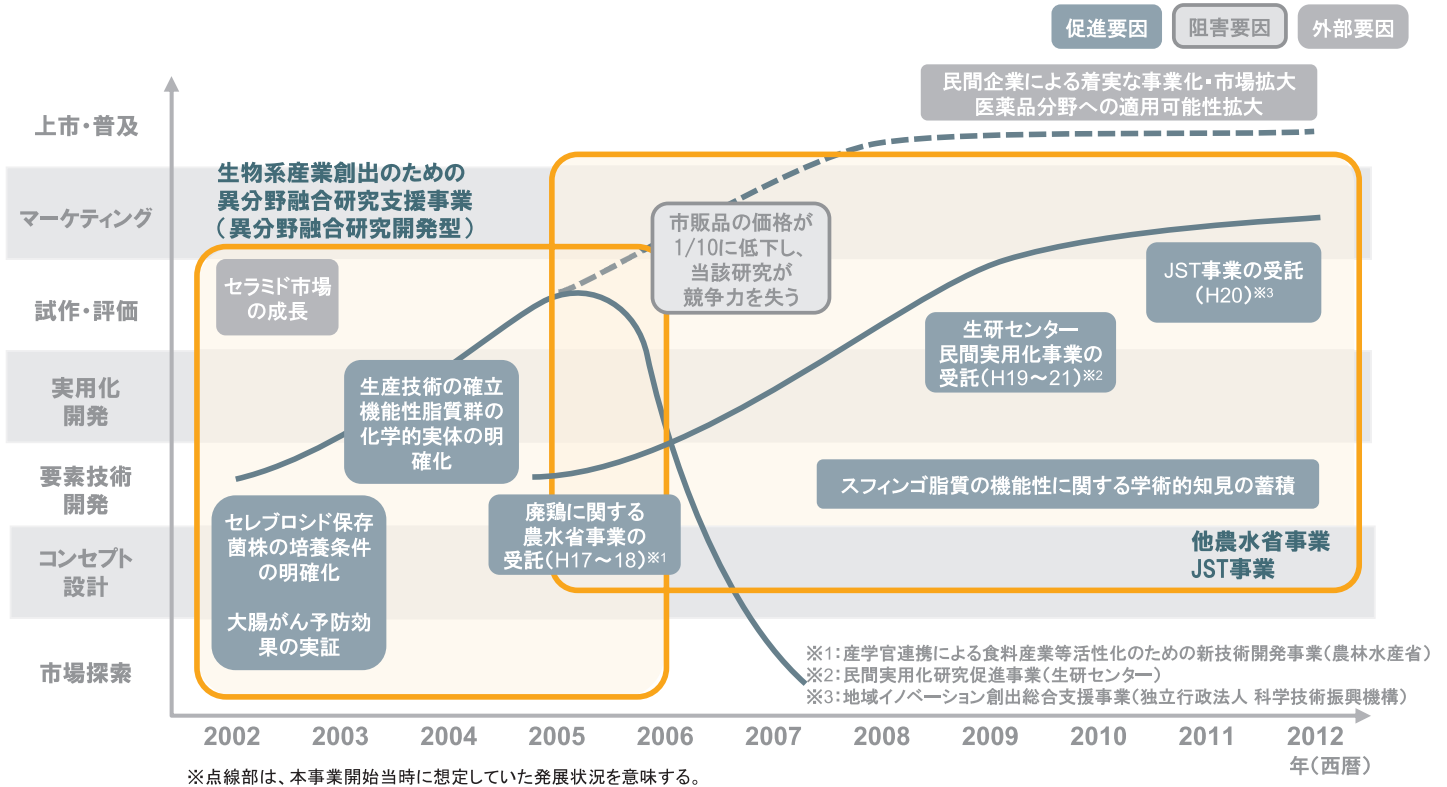 促進要因
阻害要因
外部要因
民間企業による着実な事業化・市場拡大
医薬品分野への適用可能性拡大
上市・普及
マーケティング
試作・評価
実用化
開発
要素技術
開発
コンセプト
設計
市場探索
生物系産業創出のための
異分野融合研究支援事業
（異分野融合研究開発型）
セラミド市場
の成長
市販品の価格が
1/10に低下し、
当該研究が
競争力を失う
JST事業の受託
（H20）※3
生研センター
民間実用化事業の
受託（H19～21）※2
生産技術の確立
機能性脂質群の
化学的実体の明
確化
スフィンゴ脂質の機能性に関する学術的知見の蓄積
セレブロシド保存
菌株の培養条件
の明確化
大腸がん予防効
果の実証
廃鶏に関する
農水省事業の
受託（H17～18）※1
他農水省事業
JST事業
※1：産学官連携による食料産業等活性化のための新技術開発事業（農林水産省）
※2：民間実用化研究促進事業（生研センター）
※3：地域イノベーション創出総合支援事業（独立行政法人 科学技術振興機構）
2002 2003 2004 2005 2006 2007 2008 2009 2010 2011 2012
年（西暦）
※点線部は、本事業開始当時に想定していた発展状況を意味する。